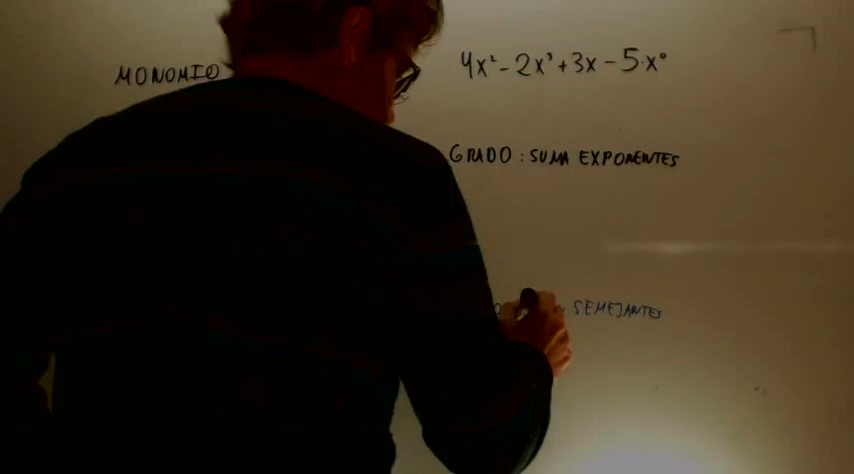 MONOMIO
4x² - 2x³ + 3x - 5·x⁰
GRADO : SUMA EXPONENTES
SEMEJANTES